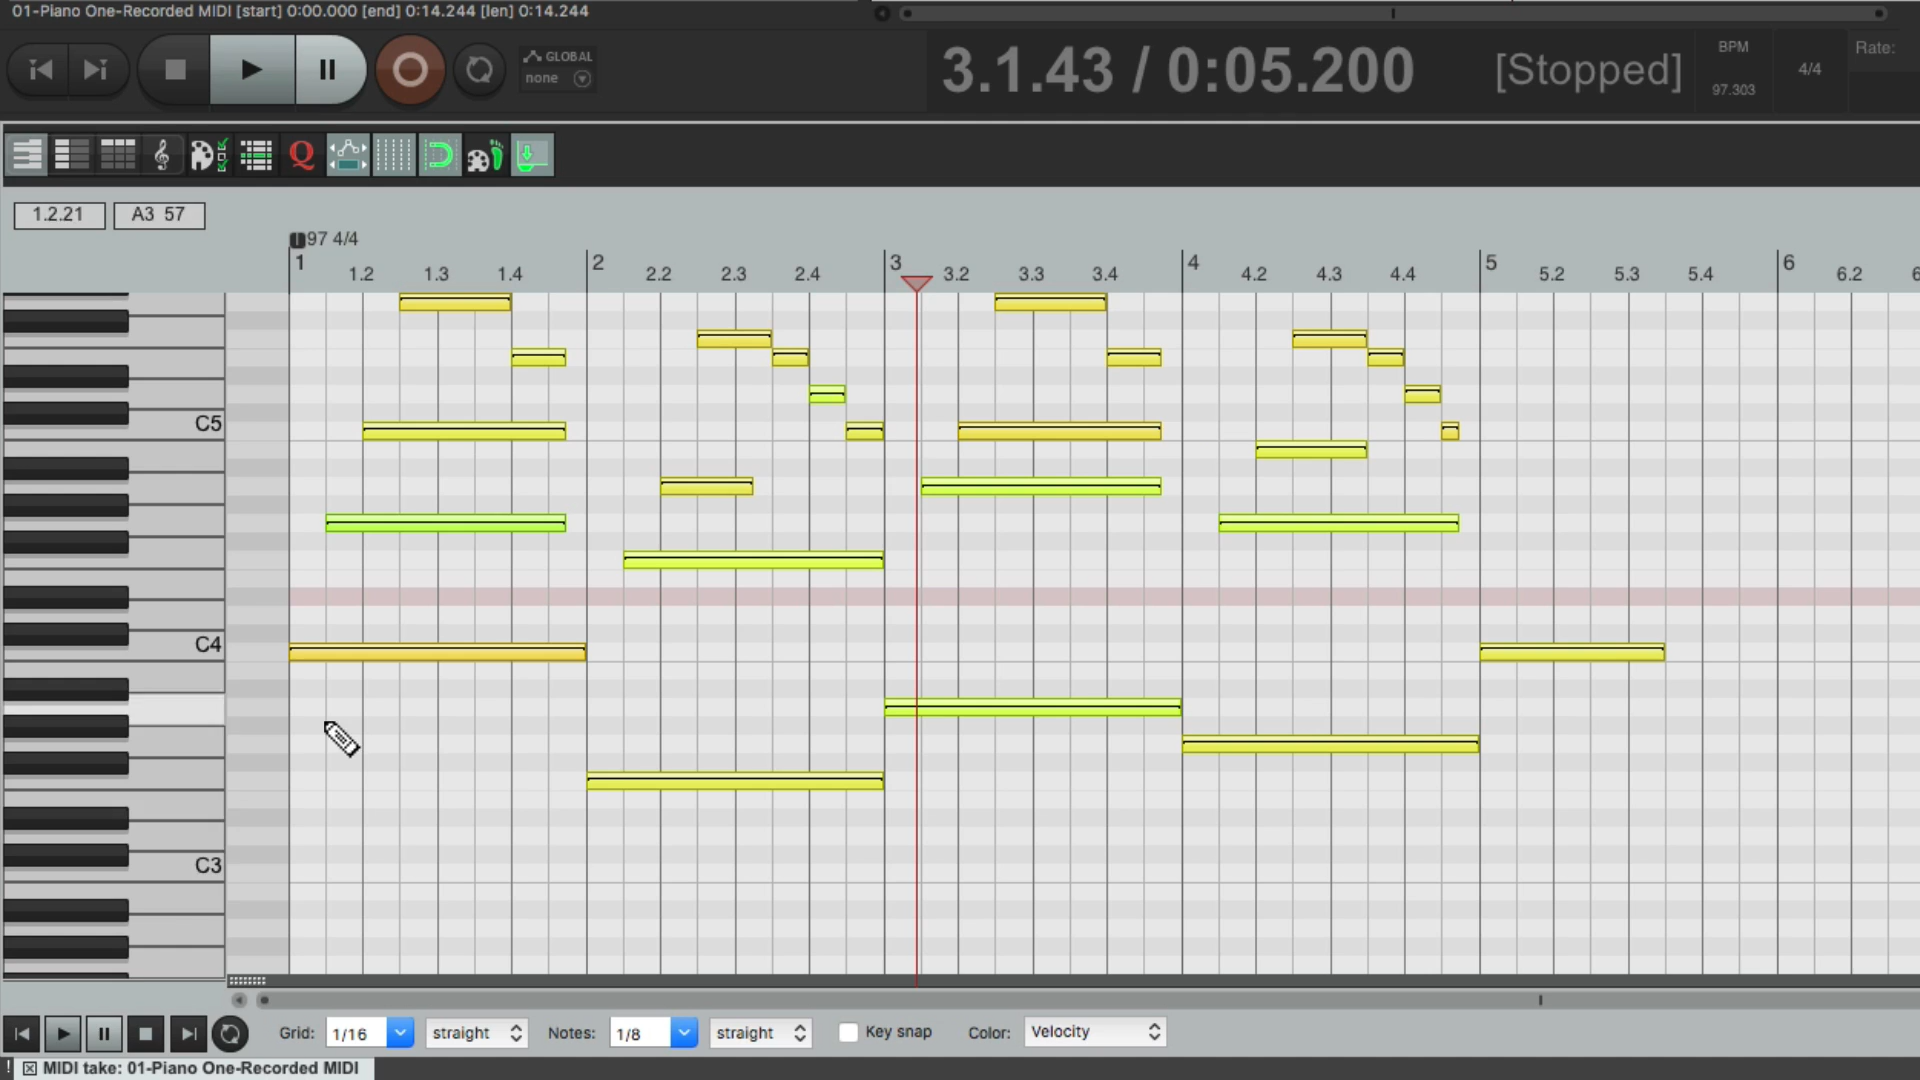 01-Piano One-Recorded MIDI [start] 0:00.000 [end] 0:14.244 [len] 0:14.244
GLOBAL
none
3.1.43 / 0:05.200 [Stopped]
BPM
97.303
4/4
Rate:
Q
1.2.21 A3 57
97 4/4
1 1.2 1.3 1.4 2 2.2 2.3 2.4 3 3.2 3.3 3.4 4 4.2 4.3 4.4 5 5.2 5.3 5.4 6 6.2 6
C5
C4
C3
Grid: 1/16 straight Notes: 1/8 straight Key snap Color: Velocity
! MIDI take: 01-Piano One-Recorded MIDI